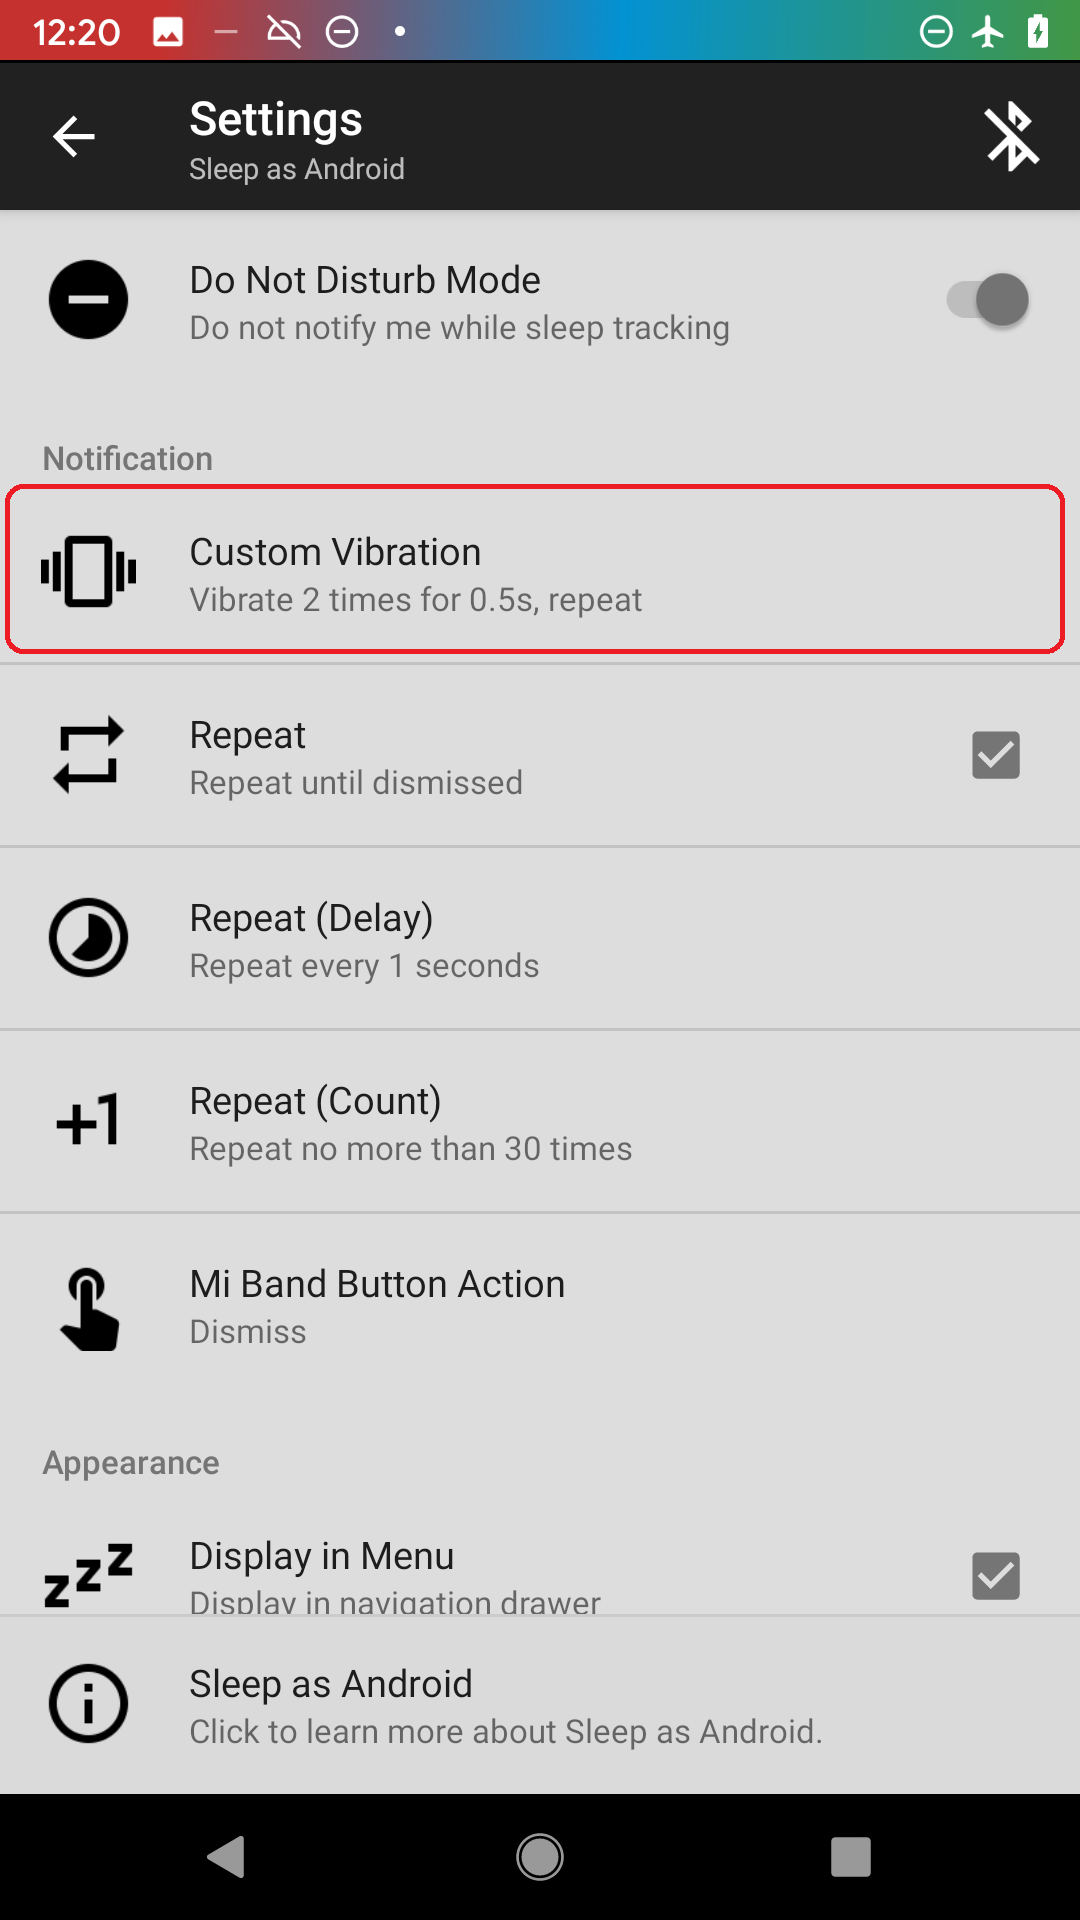 12:20
Settings
Sleep as Android
Do Not Disturb Mode
Do not notify me while sleep tracking
Notification
Custom Vibration
Vibrate 2 times for 0.5s, repeat
Repeat
Repeat until dismissed
Repeat (Delay)
Repeat every 1 seconds
+1
Repeat (Count)
Repeat no more than 30 times
Mi Band Button Action
Dismiss
Appearance
zzz
Display in Menu
Display in navigation drawer
Sleep as Android
Click to learn more about Sleep as Android.